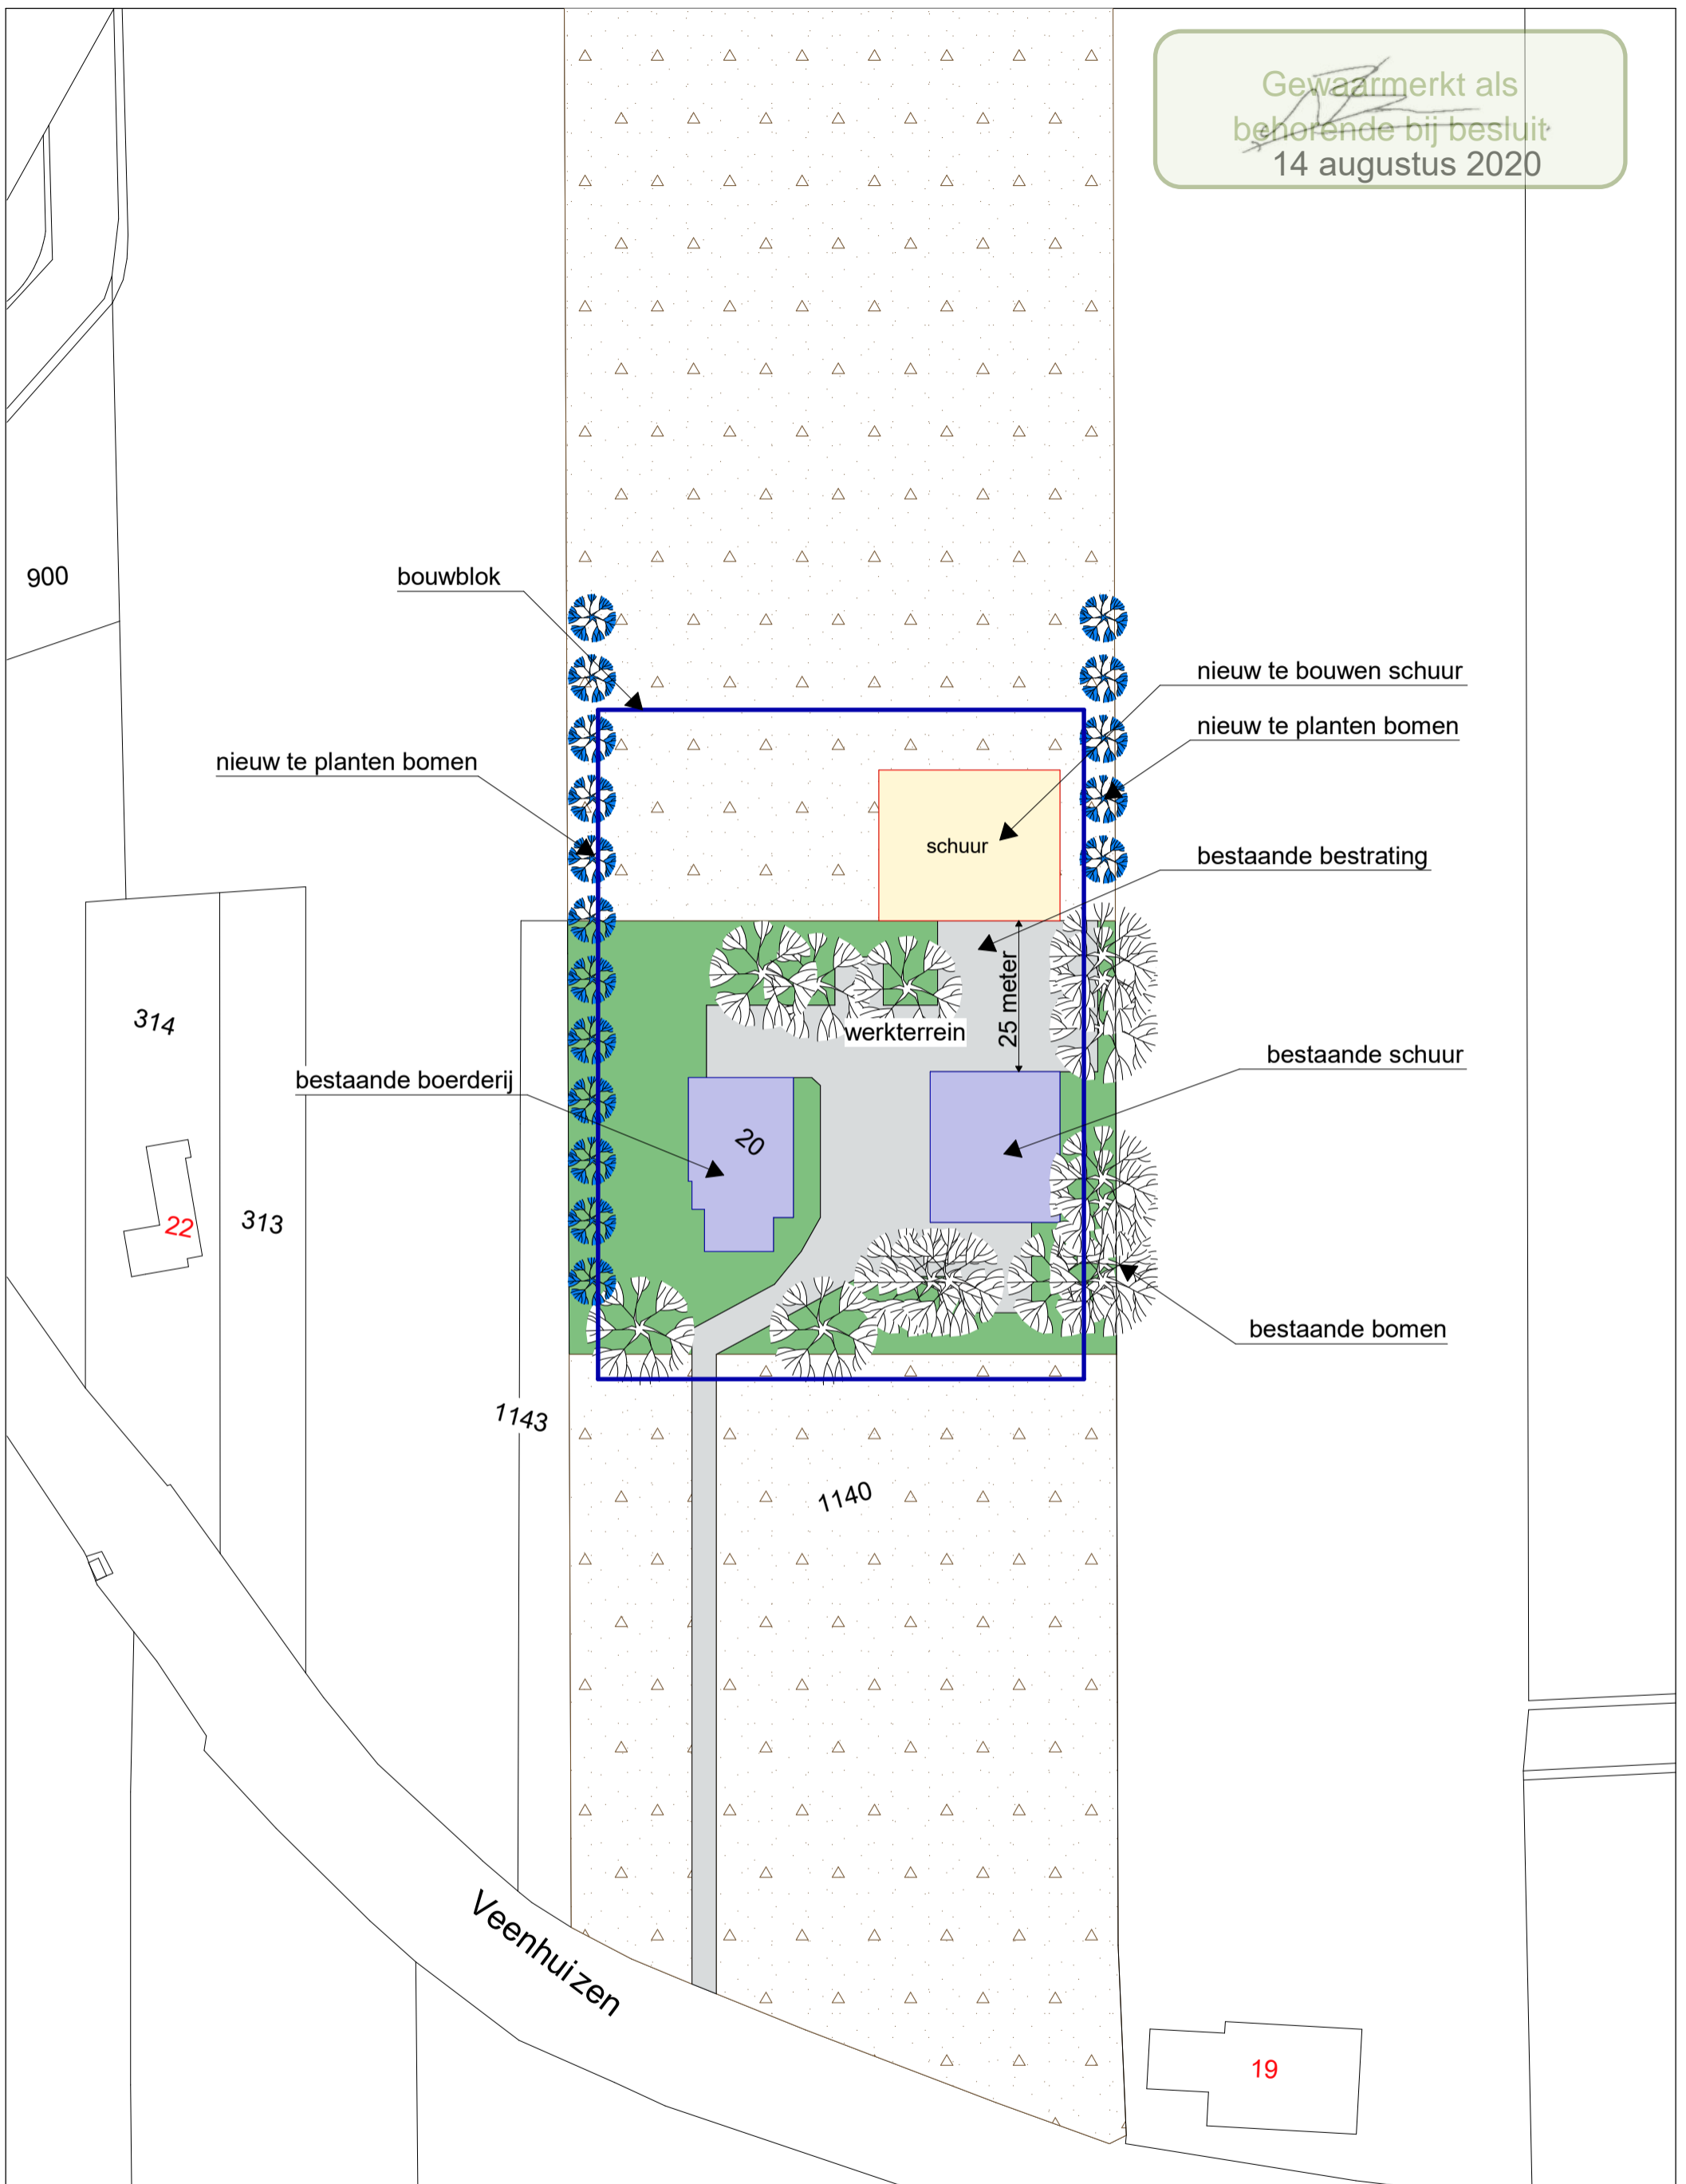 Gewaarmerkt als
behorende bij besluit
14 augustus 2020
900
bouwblok
nieuw te bouwen schuur
nieuw te planten bomen
nieuw te planten bomen
schuur
bestaande bestrating
25 meter
314
werkterrein
bestaande schuur
bestaande boerderij
20
22
313
bestaande bomen
1143
1140
Veenhuizen
19